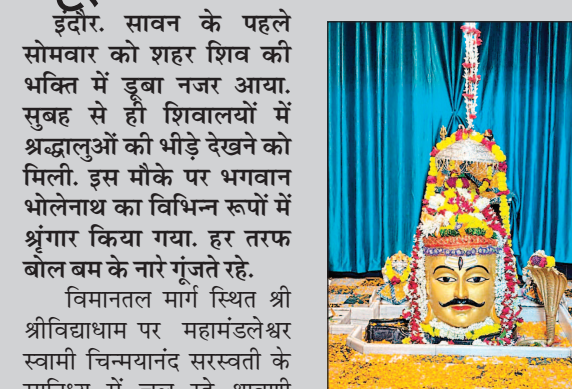 इंदौर. सावन के पहले
सोमवार को शहर शिव की
भक्ति में डूबा नजर आया.
सुबह से ही शिवालयों में
श्रद्धालुओं की भीड़े देखने को
मिली. इस मौके पर भगवान
भोलेनाथ का विभिन्न रूपों में
श्रृंगार किया गया. हर तरफ
बोल बम के नारे गूंजते रहे.
विमानतल मार्ग स्थित श्री
श्रीविद्याधाम पर महामंडलेश्वर
स्वामी चिन्मयानंद सरस्वती के